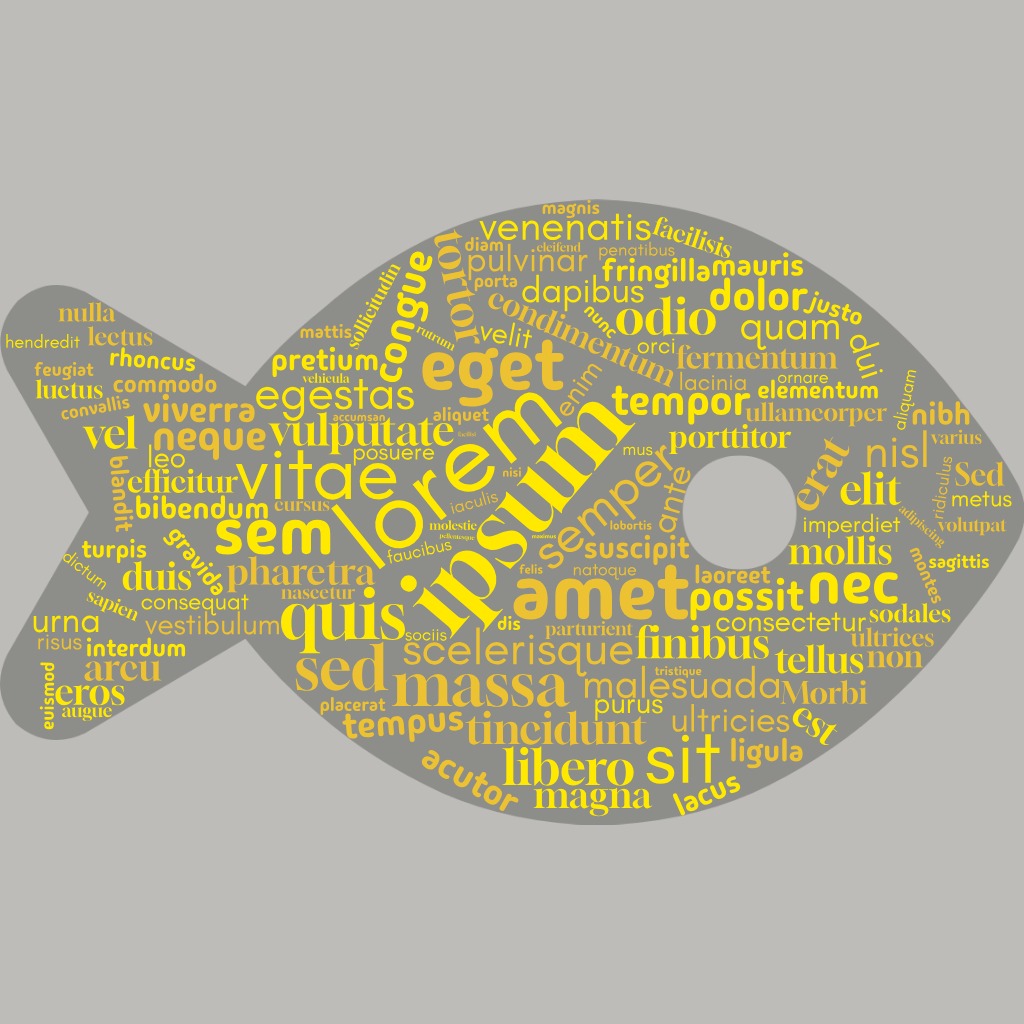 magnis
venenatis
facilisis
tortor
diam
eleifend
penatibus
pulvinar
fringilla
mauris
congue
sollicitudin
porta
dapibus
dolor
justo
nulla
condimentum
nunc
odio
quam
lectus
mattis
rutrum
velit
orci
dui
hendredit
rhoncus
pretium
eget
fermentum
feugiat
vehicula
enim
lacinia
ornare
luctus
commodo
egestas
tempor
elementum
aliquam
convallis
viverra
accumsan
aliquet
lorem
ipsum
ullamcorper
nibh
vel
neque
vulputate
facilisi
porttitor
varius
posuere
mus
erat
nisl
leo
vitae
nisi
semper
ante
ridiculus
Sed
blandit
efficitur
elit
metus
bibendum
cursus
iaculis
adipiscing
sem
molestie
lobortis
imperdiet
volutpat
pellentesque
maximus
turpis
gravida
faucibus
suscipit
mollis
montes
sagittis
dictum
duis
pharetra
felis
natoque
laoreet
nascetur
amet
possit
nec
sapien
consequat
quis
sodales
urna
vestibulum
sociis
dis
parturient
consectetur
risus
interdum
scelerisque
finibus
ultrices
arcu
sed
tellus
non
euismod
eros
massa
tristique
malesuada
Morbi
augue
placerat
purus
tempus
tincidunt
ultricies
est
acutor
libero
sit
ligula
magna
lacus